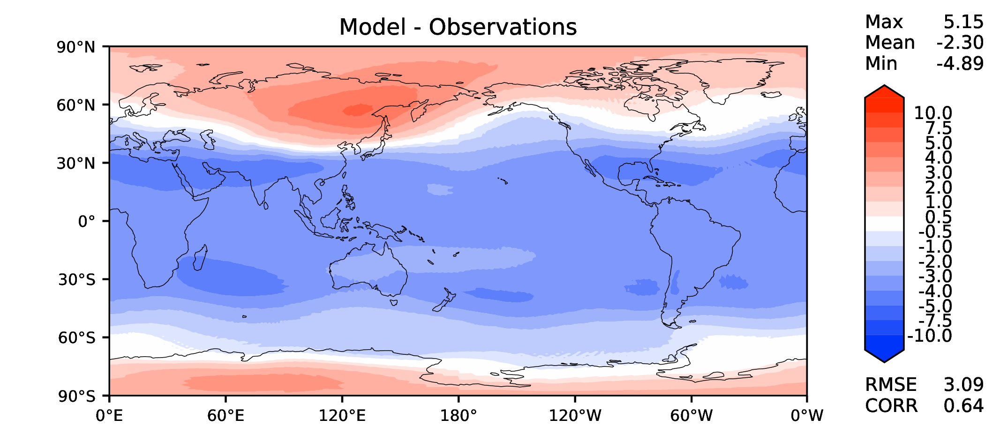 Model - Observations
Max 5.15
Mean -2.30
Min -4.89
90°N
60°N
30°N
0°
30°S
60°S
90°S
0°E 60°E 120°E 180° 120°W 60°W 0°W
10.0
7.5
5.0
4.0
3.0
2.0
1.0
0.5
-0.5
-1.0
-2.0
-3.0
-4.0
-5.0
-7.5
-10.0
RMSE 3.09
CORR 0.64